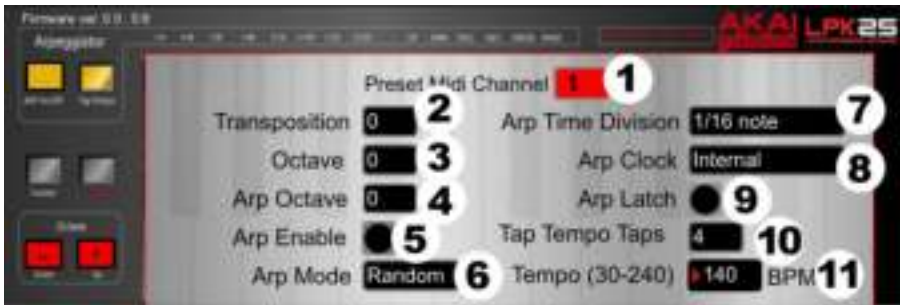 Firmware ver. 0.0 . 0.9
AKAI LPK25
Arpeggiator
Preset Midi Channel 1 1
Transposition 0 2
Arp Time Division 1/16 note 7
Octave 0 3
Arp Clock Internal 8
Arp Octave 0 4
Arp Latch 9
Arp Enable 5
Tap Tempo Taps 4 10
Arp Mode Random 6
Tempo (30-240) 140 BPM 11
Octave